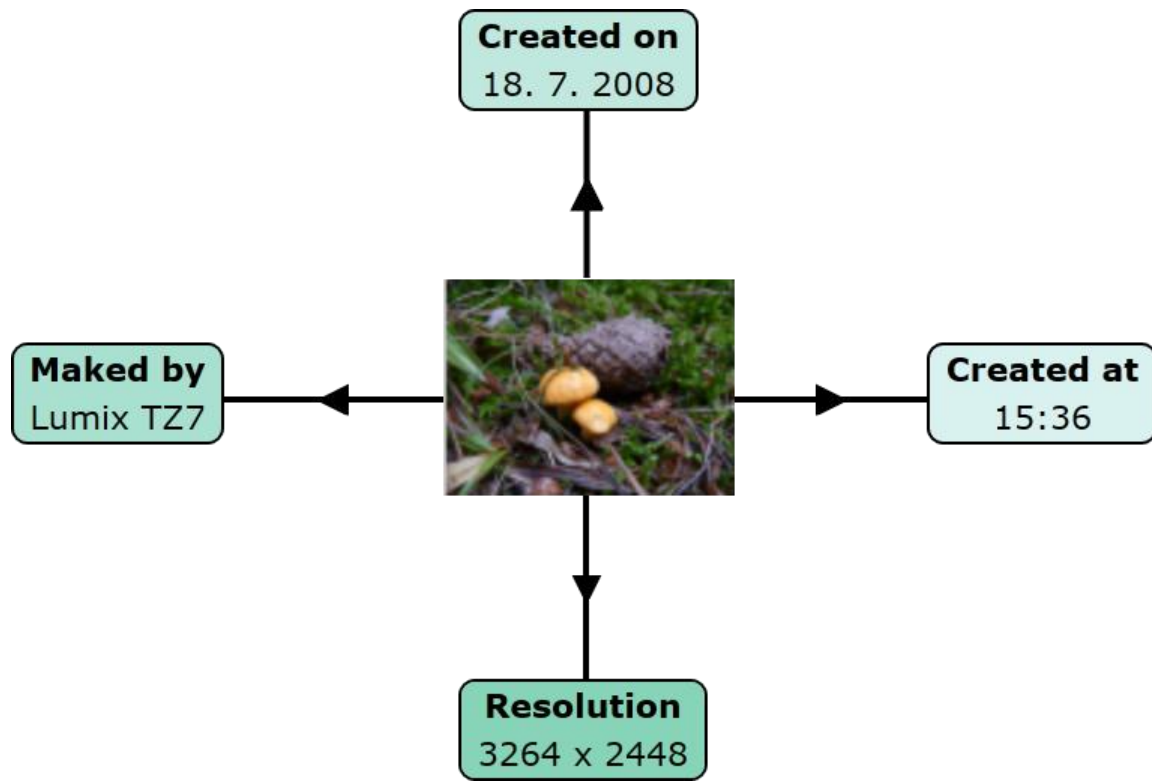 Created on
18. 7. 2008
Maked by
Lumix TZ7
Created at
15:36
Resolution
3264 x 2448